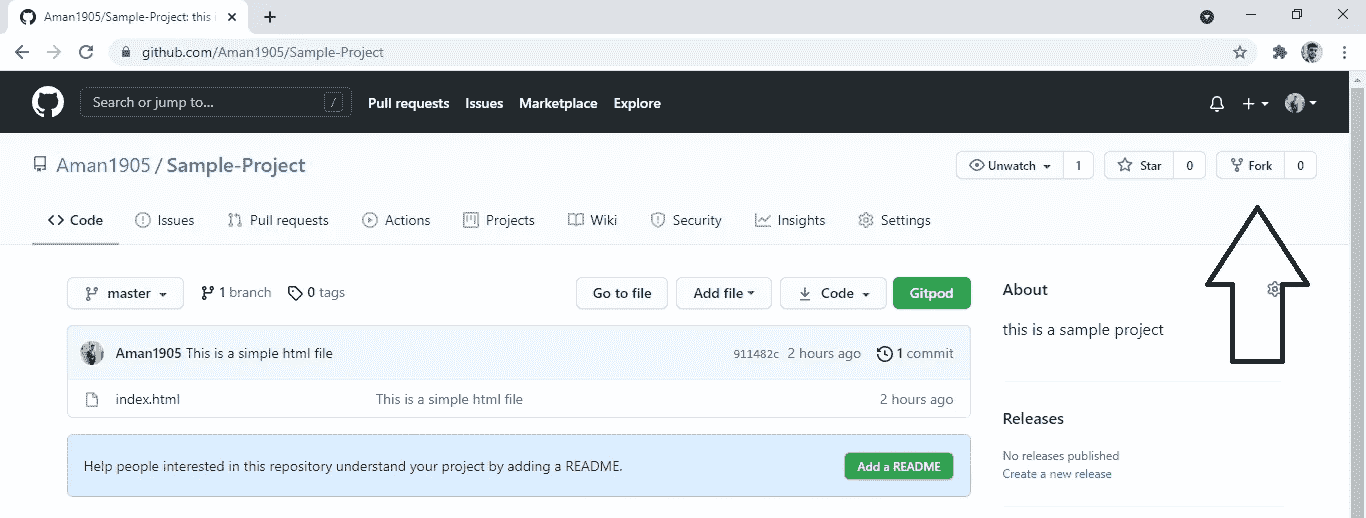 Aman1905/Sample-Project: this i
github.com/Aman1905/Sample-Project
Search or jump to... / Pull requests Issues Marketplace Explore
Aman1905 / Sample-Project Unwatch 1 Star 0 Fork 0
Code Issues Pull requests Actions Projects Wiki Security Insights Settings
master 1 branch 0 tags Go to file Add file Code Gitpod
Aman1905 This is a simple html file 911482c 2 hours ago 1 commit
index.html This is a simple html file 2 hours ago
Help people interested in this repository understand your project by adding a README. Add a README
About
this is a sample project
Releases
No releases published
Create a new release